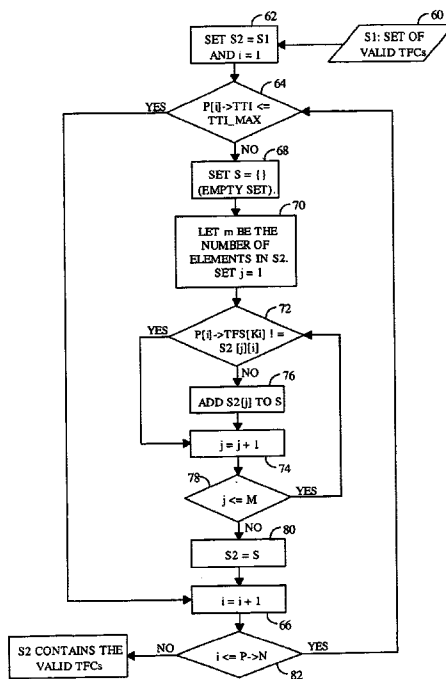 62
60
SET S2 = S1
AND i = 1
S1: SET OF
VALID TFCs
64
YES
P[i]->TTI <=
TTI_MAX
NO
68
SET S = {}
(EMPTY SET).
70
LET m BE THE
NUMBER OF
ELEMENTS IN S2.
SET j = 1
72
YES
P[i]->TFS[Ki] ! =
S2 [j][i]
NO
76
ADD S2[j] TO S
j = j + 1
74
78
j <= M
YES
NO
80
S2 = S
i = i + 1
66
S2 CONTAINS THE
VALID TFCs
NO
i <= P->N
YES
82